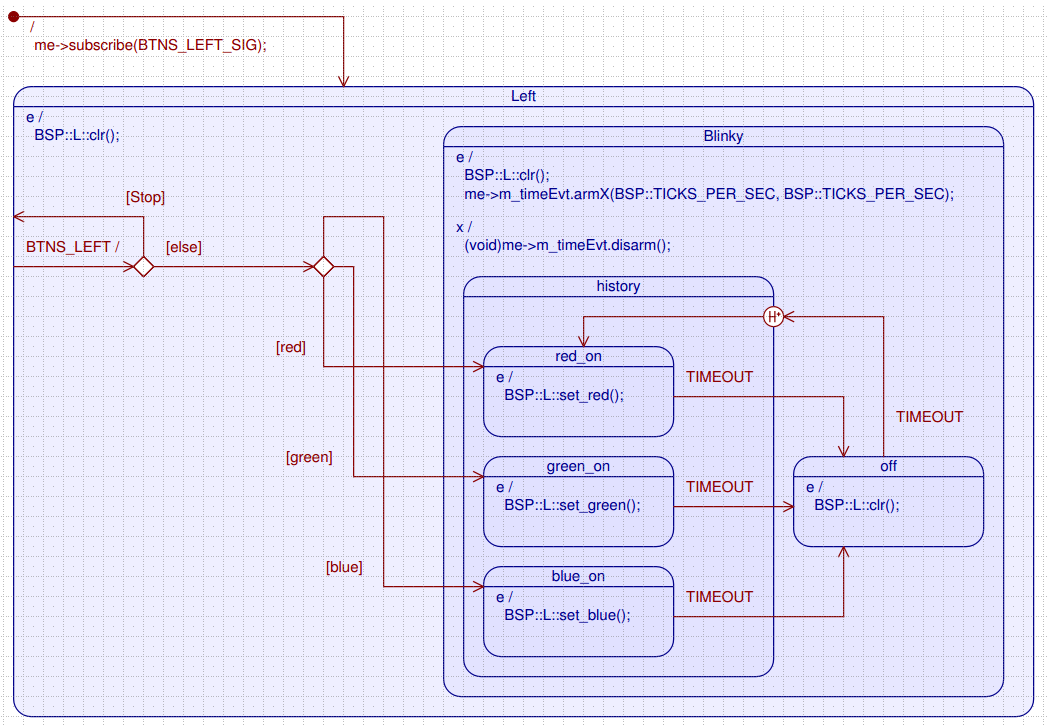 /
me->subscribe(BTNS_LEFT_SIG);
Left
e /
BSP::L::clr();
Blinky
e /
BSP::L::clr();
me->m_timeEvt.armX(BSP::TICKS_PER_SEC, BSP::TICKS_PER_SEC);
x /
(void)me->m_timeEvt.disarm();
[Stop]
BTNS_LEFT /
[else]
history
H*
red_on
e /
BSP::L::set_red();
TIMEOUT
[red]
TIMEOUT
[green]
green_on
e /
BSP::L::set_green();
TIMEOUT
off
e /
BSP::L::clr();
[blue]
blue_on
e /
BSP::L::set_blue();
TIMEOUT